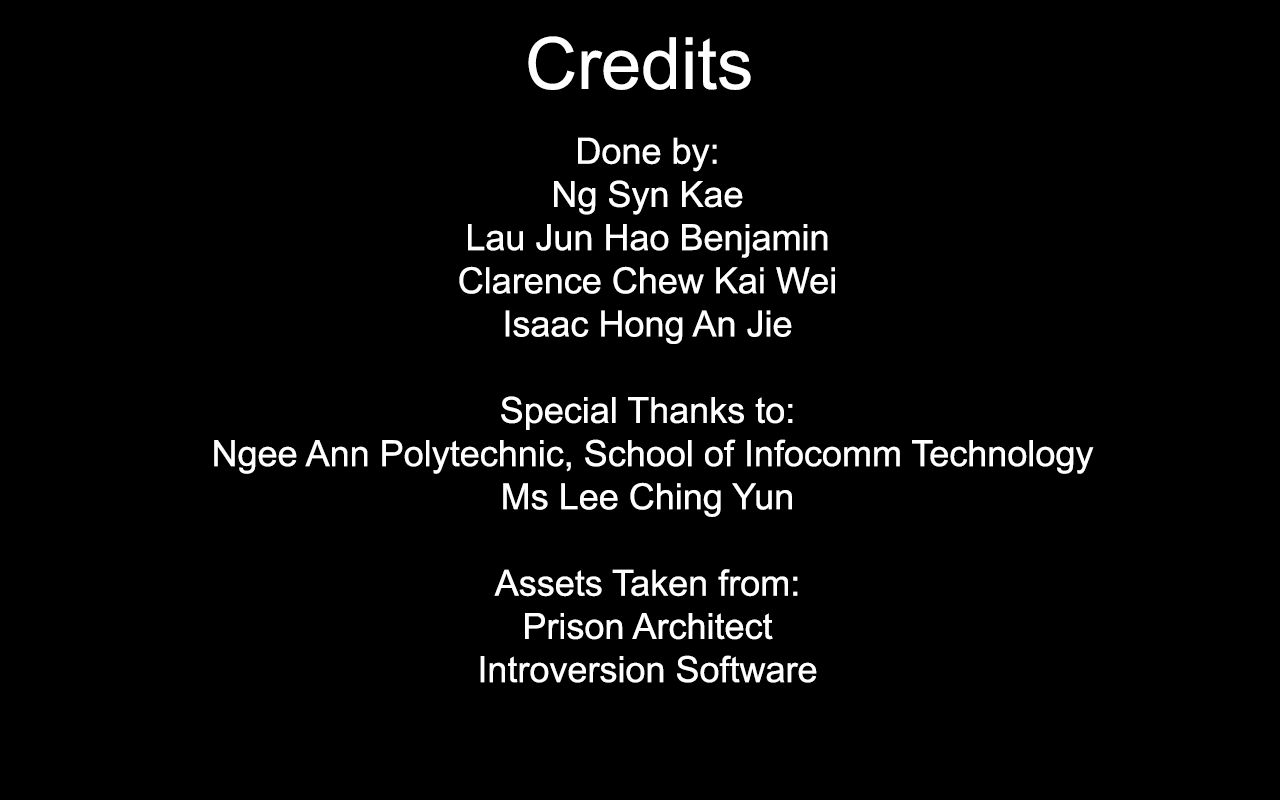 Credits
Done by:
Ng Syn Kae
Lau Jun Hao Benjamin
Clarence Chew Kai Wei
Isaac Hong An Jie
Special Thanks to:
Ngee Ann Polytechnic, School of Infocomm Technology
Ms Lee Ching Yun
Assets Taken from:
Prison Architect
Introversion Software